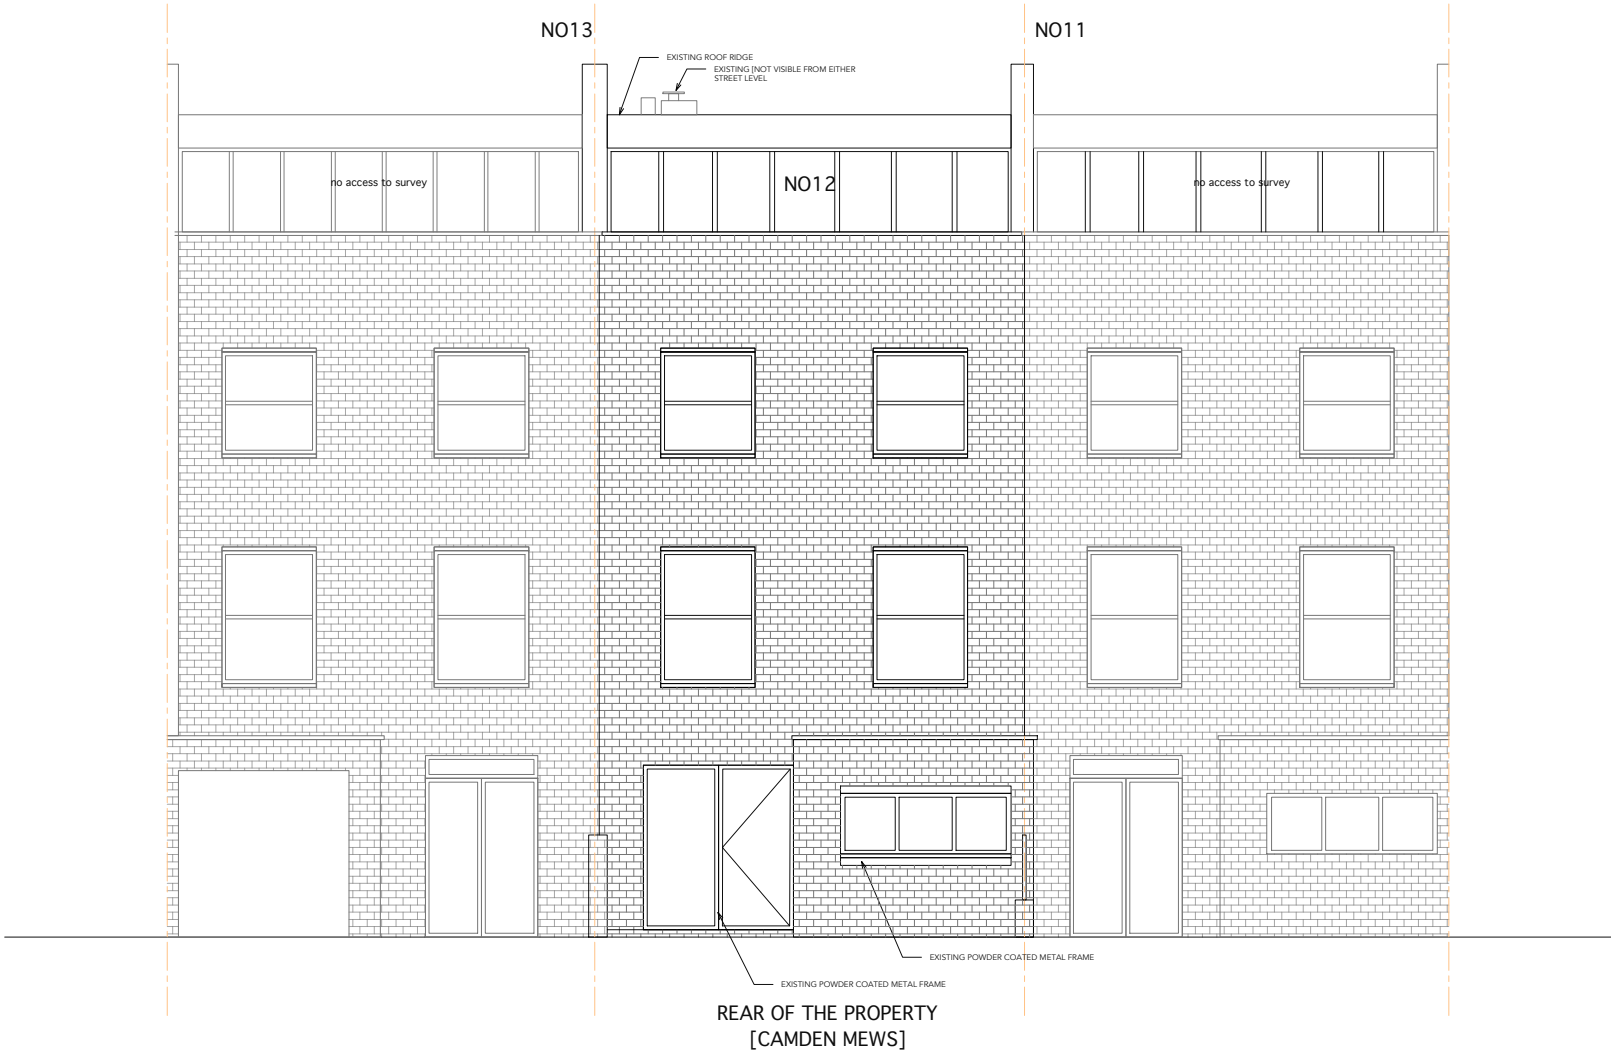 NO13
NO11
EXISTING ROOF RIDGE
EXISTING [NOT VISIBLE FROM EITHER
STREET LEVEL
no access to survey
NO12
no access to survey
EXISTING POWDER COATED METAL FRAME
EXISTING POWDER COATED METAL FRAME
REAR OF THE PROPERTY
[CAMDEN MEWS]